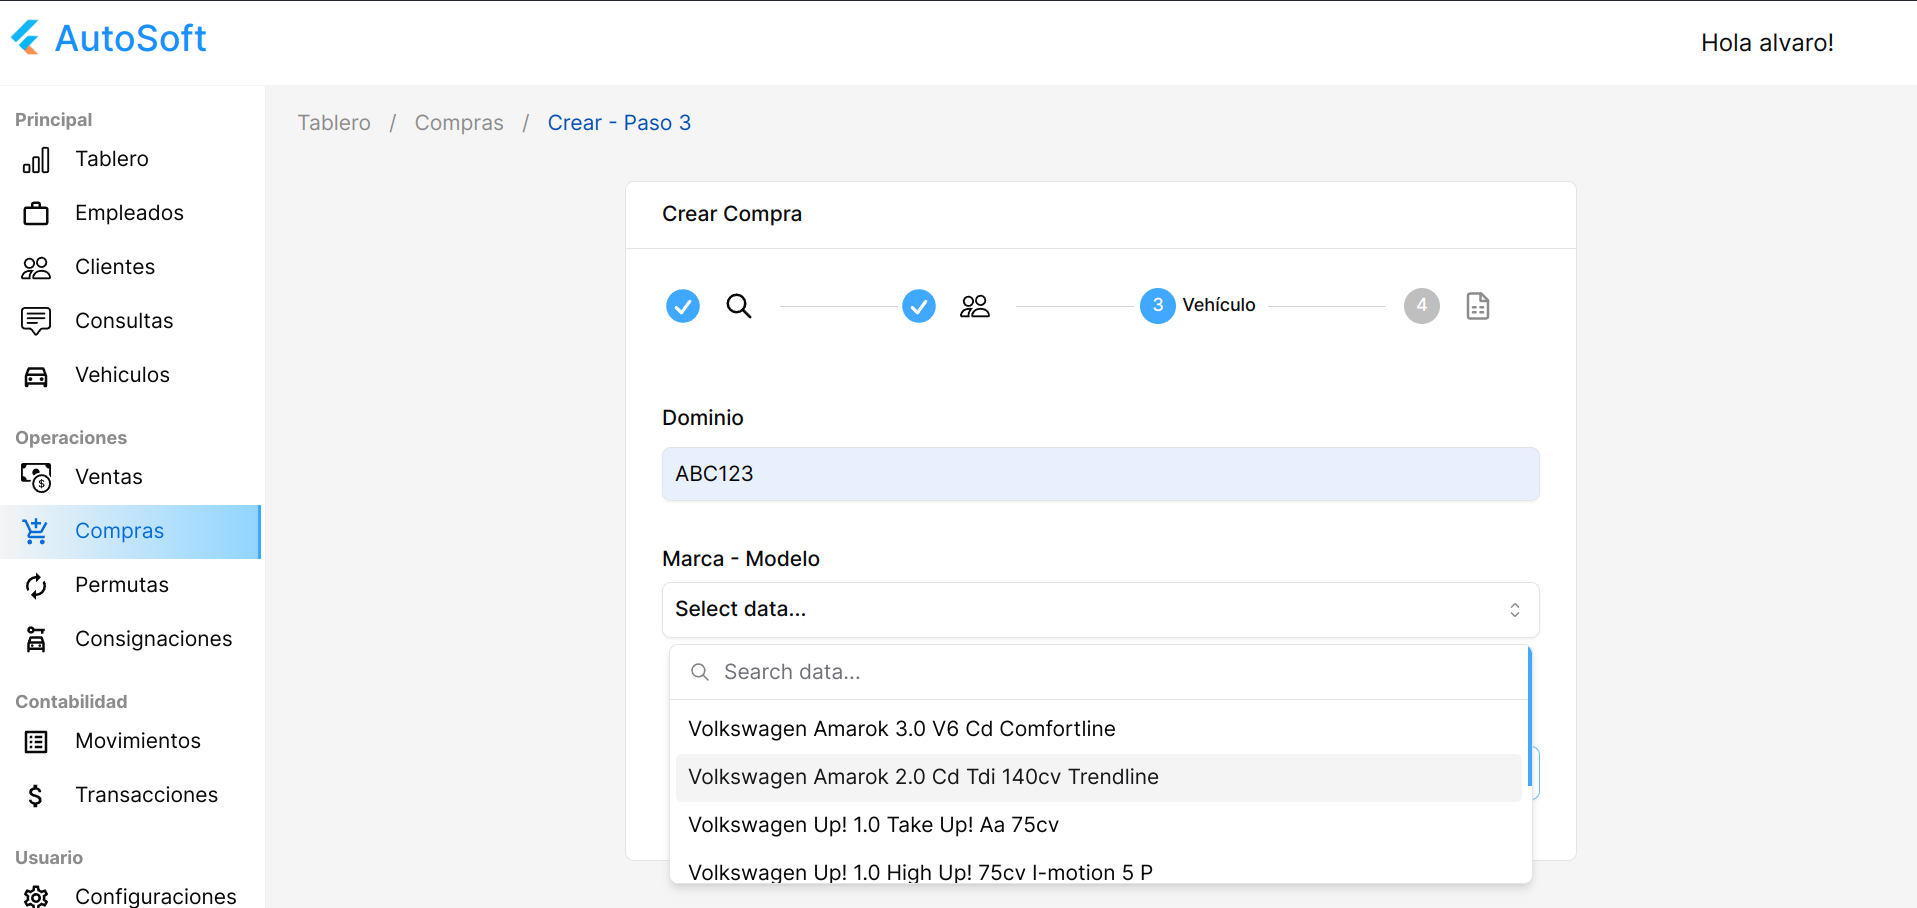 AutoSoft
Hola alvaro!
Principal
Tablero
Empleados
Clientes
Consultas
Vehiculos
Operaciones
Ventas
Compras
Permutas
Consignaciones
Contabilidad
Movimientos
Transacciones
Usuario
Configuraciones
Tablero / Compras / Crear - Paso 3
Crear Compra
3 Vehículo 4
Dominio
ABC123
Marca - Modelo
Select data...
Search data...
Volkswagen Amarok 3.0 V6 Cd Comfortline
Volkswagen Amarok 2.0 Cd Tdi 140cv Trendline
Volkswagen Up! 1.0 Take Up! Aa 75cv
Volkswagen Up! 1.0 High Up! 75cv I-motion 5 P